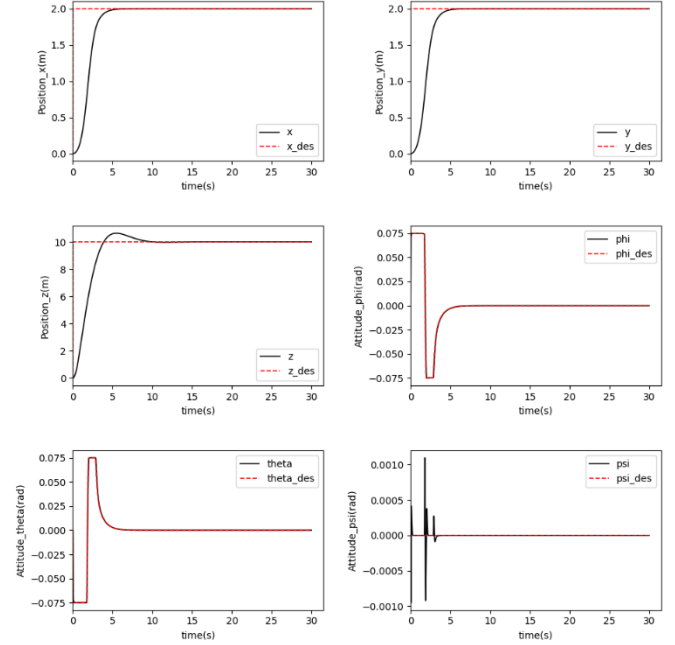 2.0
1.5
1.0
0.5
0.0
Position_x(m)
x
x_des
0 5 10 15 20 25 30
time(s)
2.0
1.5
1.0
0.5
0.0
Position_y(m)
y
y_des
0 5 10 15 20 25 30
time(s)
10
8
6
4
2
0
Position_z(m)
z
z_des
0 5 10 15 20 25 30
time(s)
0.075
0.050
0.025
0.000
−0.025
−0.050
−0.075
Attitude_phi(rad)
phi
phi_des
0 5 10 15 20 25 30
time(s)
0.075
0.050
0.025
0.000
−0.025
−0.050
−0.075
Attitude_theta(rad)
theta
theta_des
0 5 10 15 20 25 30
time(s)
0.0010
0.0005
0.0000
−0.0005
−0.0010
Attitude_psi(rad)
psi
psi_des
0 5 10 15 20 25 30
time(s)